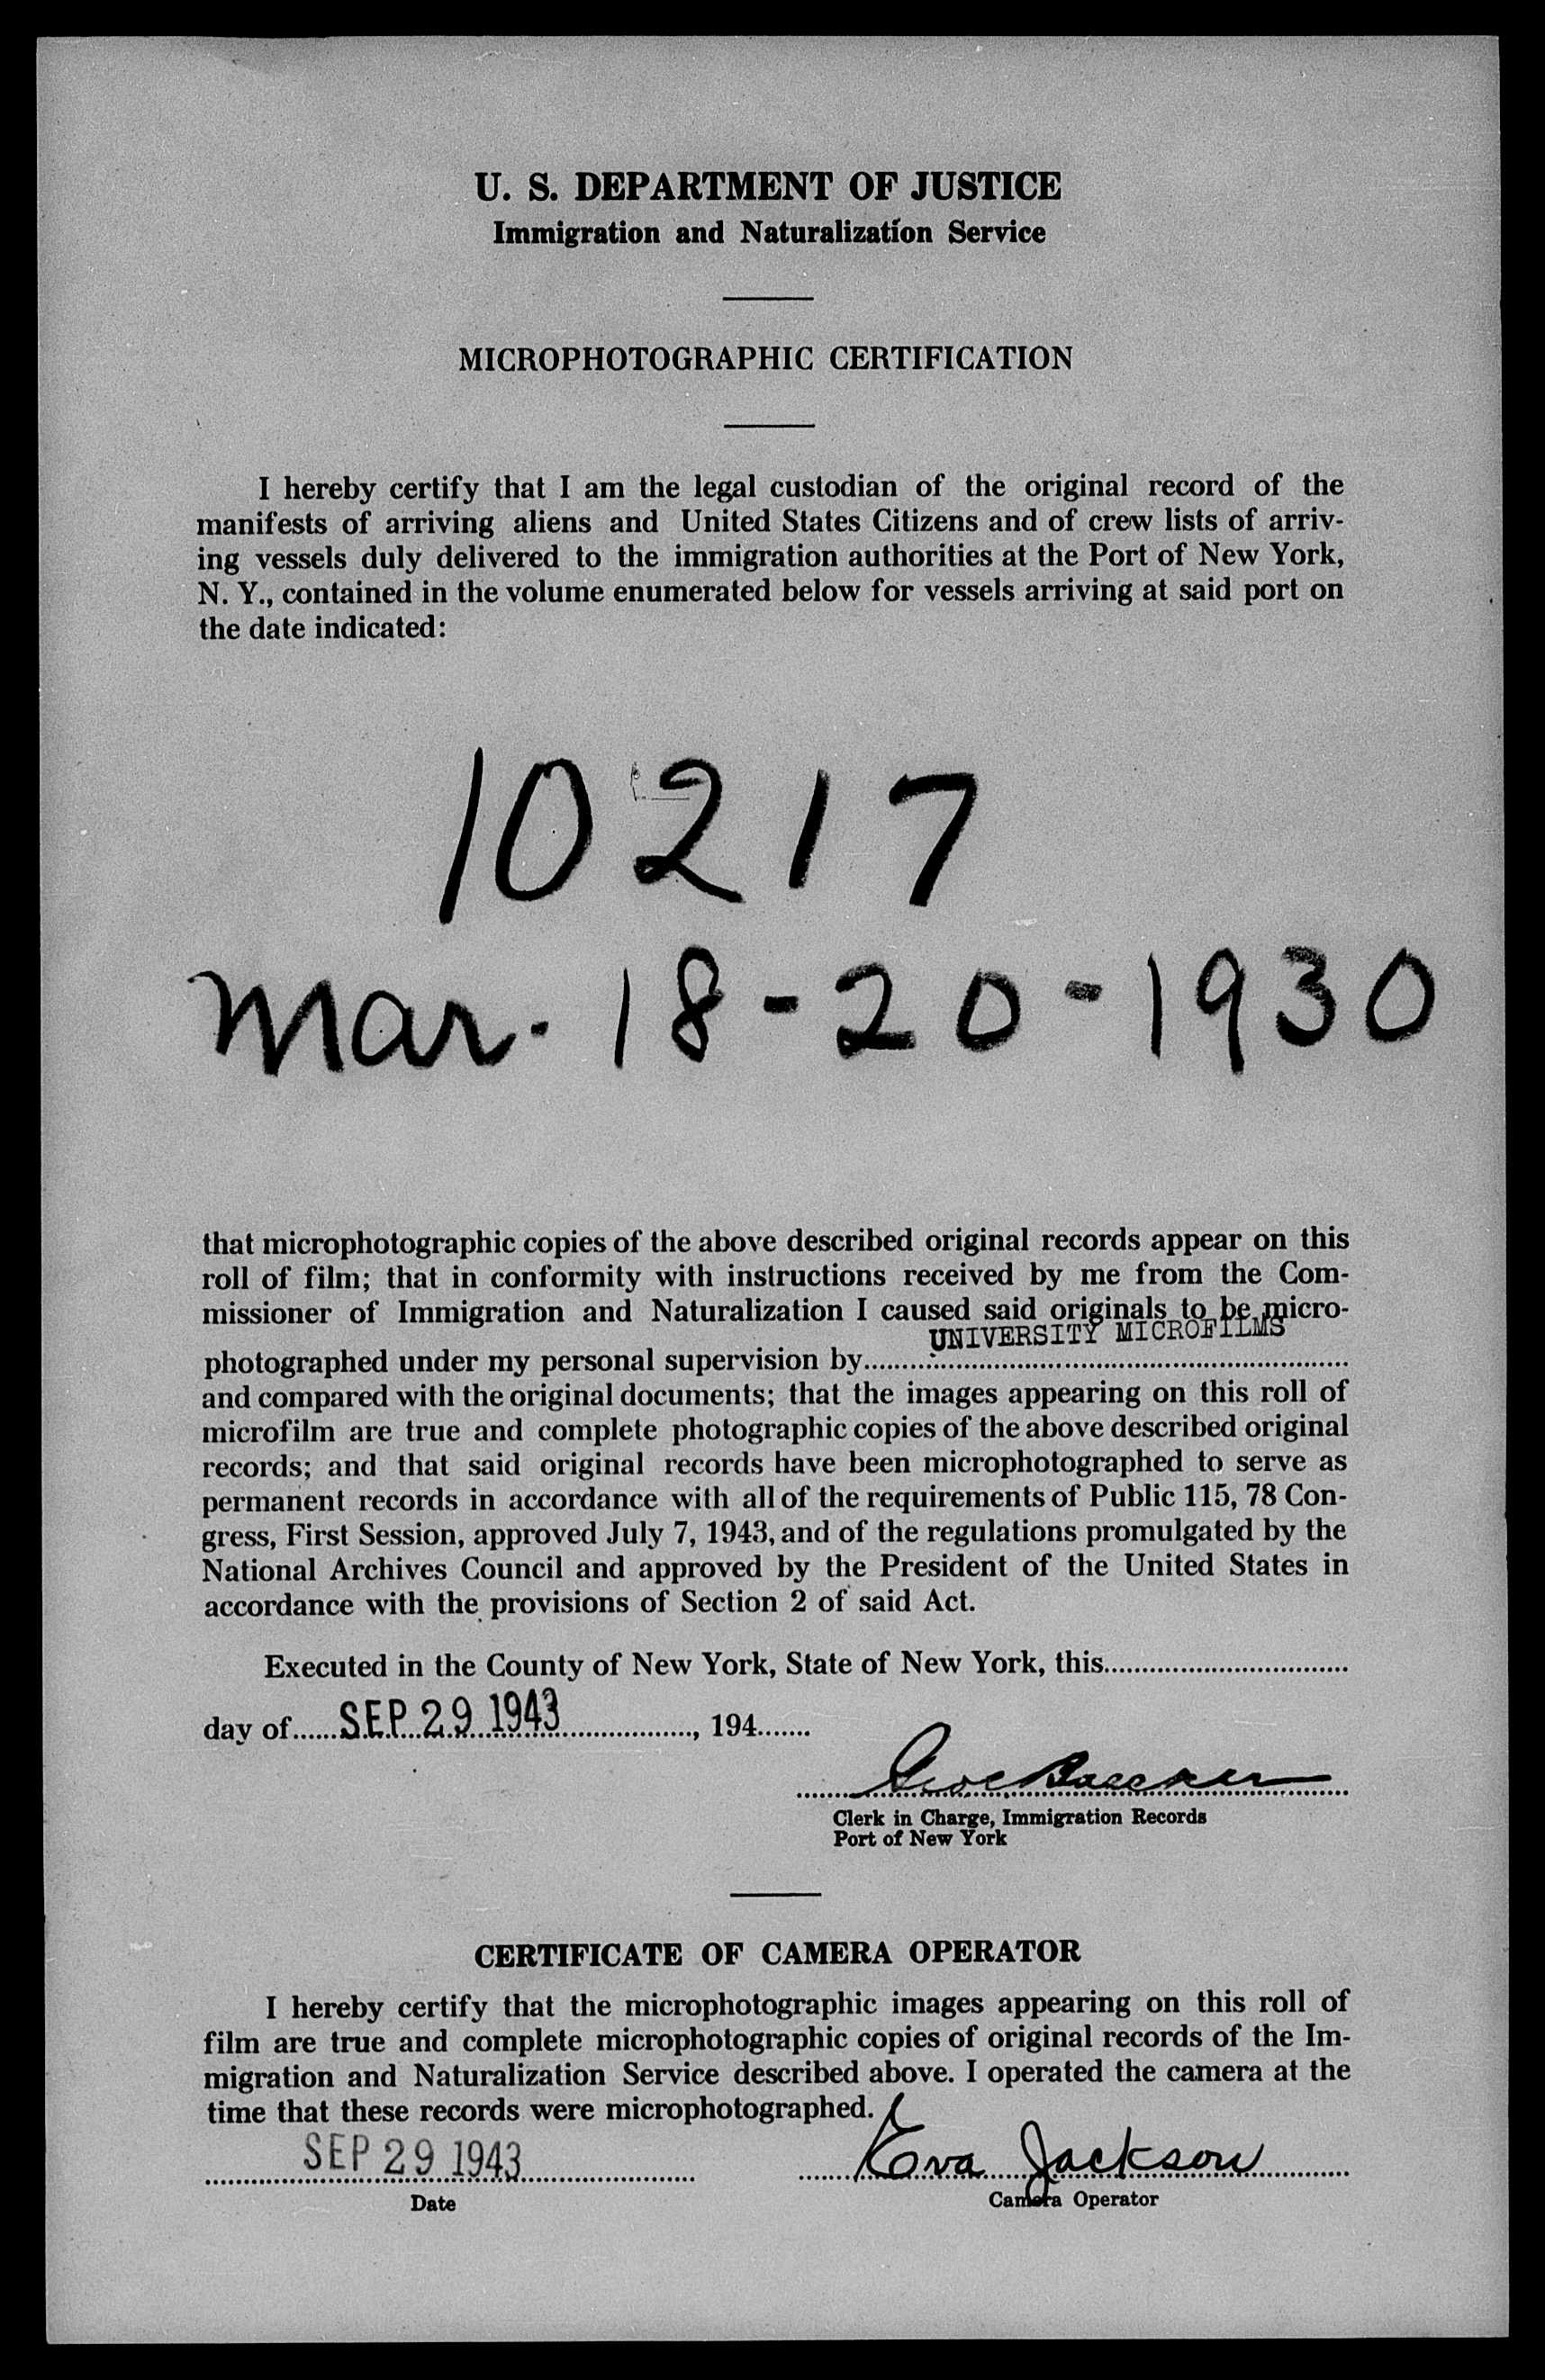 U. S. DEPARTMENT OF JUSTICE
Immigration and Naturalization Service
MICROPHOTOGRAPHIC CERTIFICATION
I hereby certify that I am the legal custodian of the original record of the
manifests of arriving aliens and United States Citizens and of crew lists of arriv-
ing vessels duly delivered to the immigration authorities at the Port of New York,
N. Y., contained in the volume enumerated below for vessels arriving at said port on
the date indicated:
10217
Mar. 18-20-1930
that microphotographic copies of the above described original records appear on this
roll of film; that in conformity with instructions received by me from the Com-
missioner of Immigration and Naturalization I caused said originals to be micro-
UNIVERSITY MICROFILMS
photographed under my personal supervision by
and compared with the original documents; that the images appearing on this roll of
microfilm are true and complete photographic copies of the above described original
records; and that said original records have been microphotographed to serve as
permanent records in accordance with all of the requirements of Public 115, 78 Con-
gress, First Session, approved July 7, 1943, and of the regulations promulgated by the
National Archives Council and approved by the President of the United States in
accordance with the provisions of Section 2 of said Act.
Executed in the County of New York, State of New York, this
day of SEP 29 1943, 194
Clerk in Charge, Immigration Records
Port of New York
CERTIFICATE OF CAMERA OPERATOR
I hereby certify that the microphotographic images appearing on this roll of
film are true and complete microphotographic copies of original records of the Im-
migration and Naturalization Service described above. I operated the camera at the
time that these records were microphotographed.
SEP 29 1943 Eva Jackson
Date Camera Operator